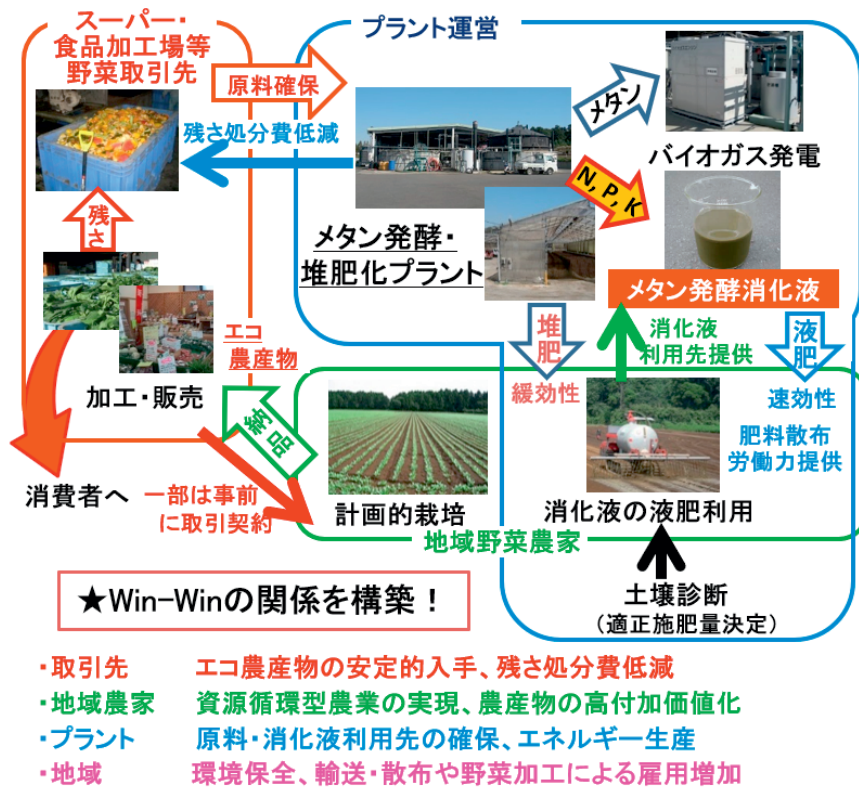 スーパー・
食品加工場等
野菜取引先
原料確保
残さ処分費低減
残さ
加工・販売
エコ
農産物
納品
消費者へ
一部は事前
に取引契約
プラント運営
メタン
バイオガス発電
N, P, K
メタン発酵・
堆肥化プラント
メタン発酵消化液
堆肥
緩効性
消化液
利用先提供
液肥
速効性
肥料散布
労働力提供
計画的栽培
消化液の液肥利用
地域野菜農家
土壌診断
（適正施肥量決定）
★Win-Winの関係を構築！
・取引先 エコ農産物の安定的入手、残さ処分費低減
・地域農家 資源循環型農業の実現、農産物の高付加価値化
・プラント 原料・消化液利用先の確保、エネルギー生産
・地域 環境保全、輸送・散布や野菜加工による雇用増加